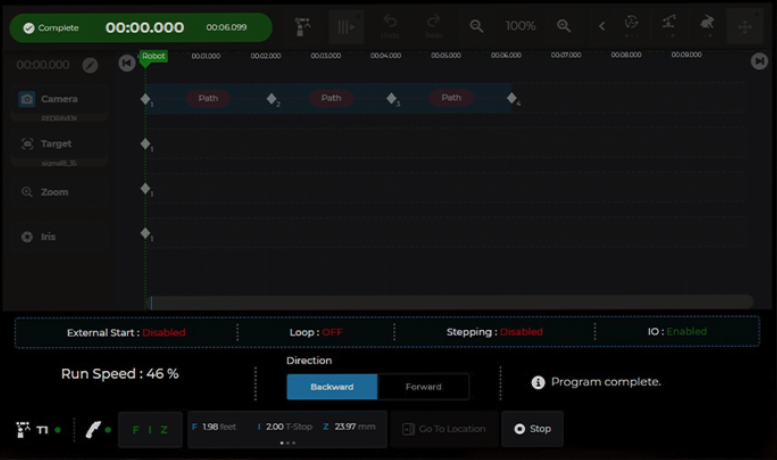 Complete 00:00.000 00:06.099 Undo 100% Redo
00:00.000 Robot 00:01.000 00:02.000 00:03.000 00:04.000 00:05.000 00:06.000 00:07.000 00:08.000 00:09.000
Camera 1 Path 2 Path 3 Path 4
Target 1
Zoom 1
Iris 1
External Start : Disabled Loop : OFF Stepping : Disabled IO : Enabled
Direction
Run Speed : 46 % Backward Forward Program complete.
T1 F I Z F 1.98 feet I 2.00 T-Stop Z 23.97 mm Go To Location Stop